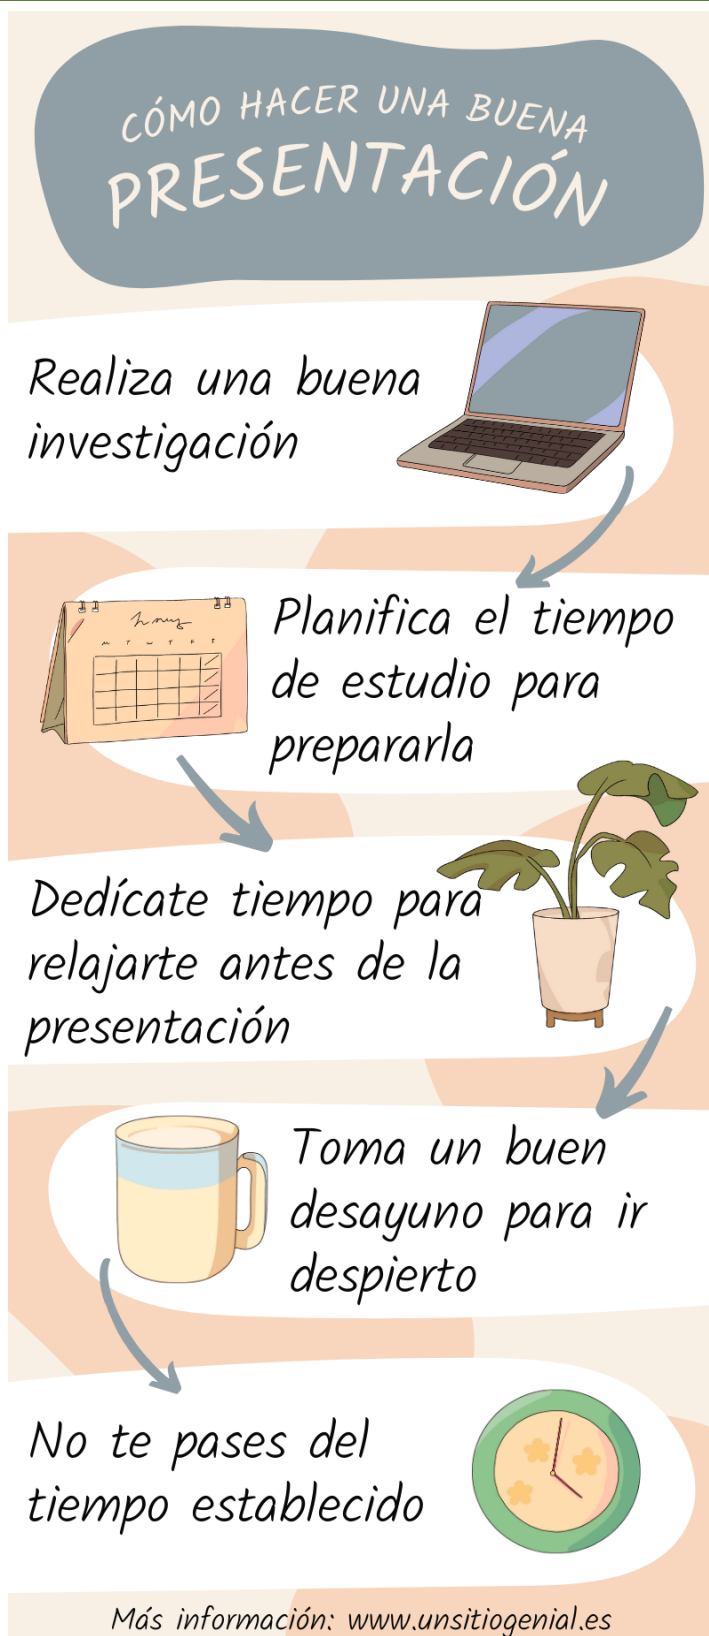 CÓMO HACER UNA BUENA
PRESENTACIÓN
Realiza una buena
investigación
Planifica el tiempo
de estudio para
prepararla
M T W T F S
Dedícate tiempo para
relajarte antes de la
presentación
Toma un buen
desayuno para ir
despierto
No te pases del
tiempo establecido
Más información: www.unsitiogenial.es